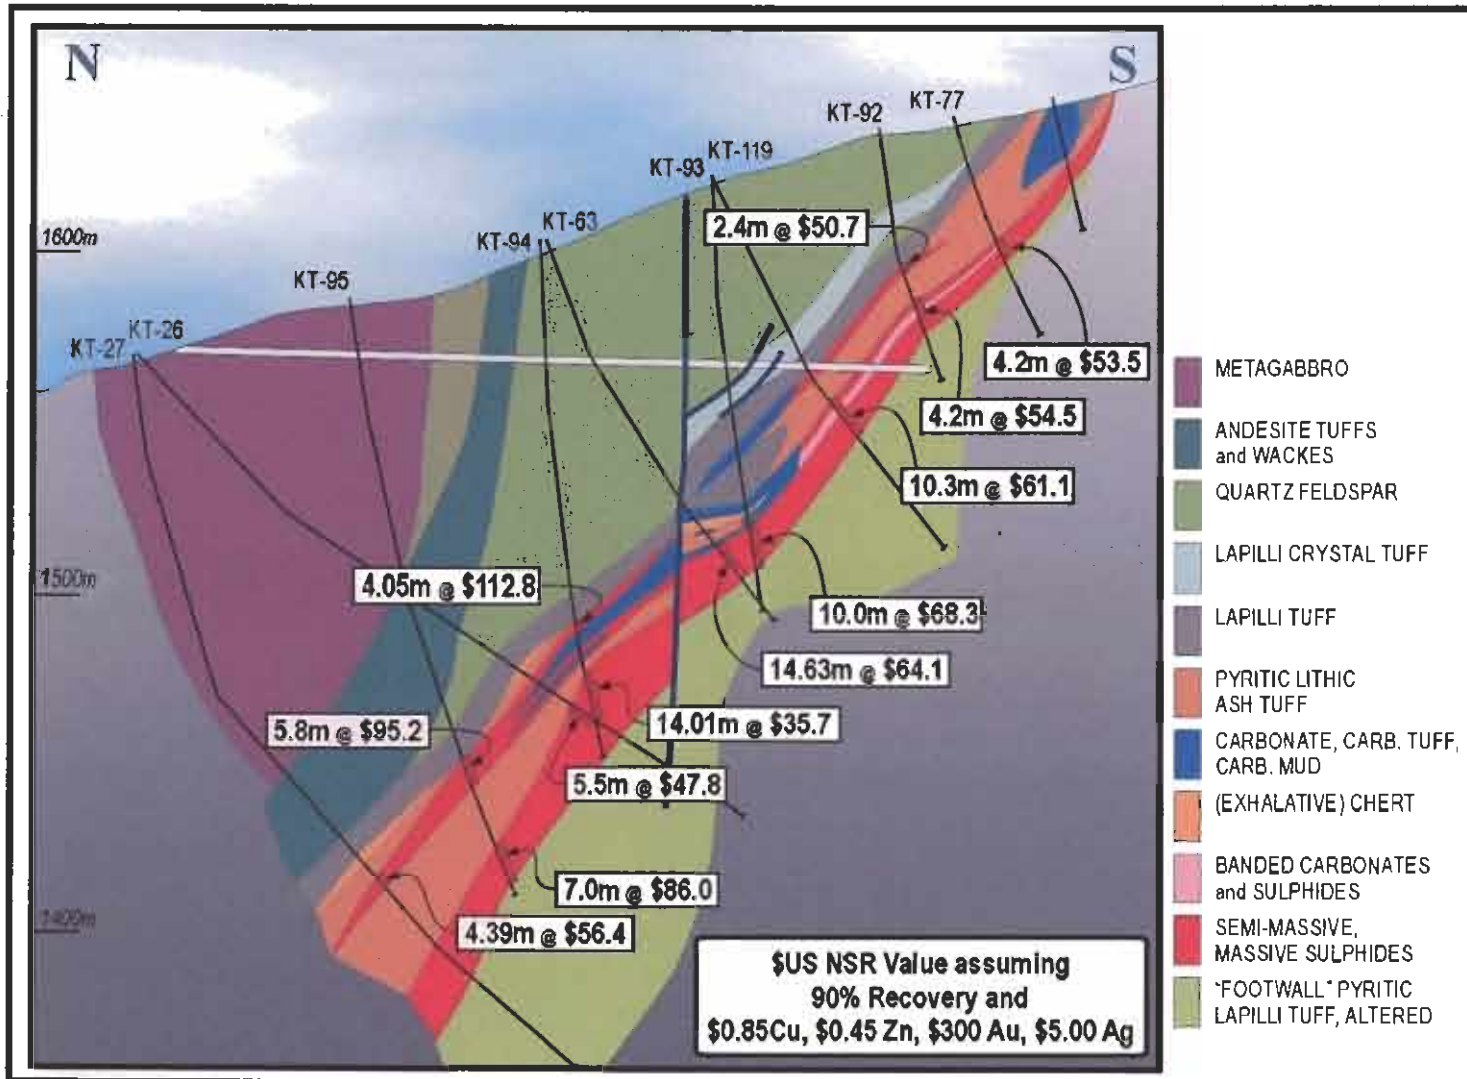 N
S
KT-77
KT-92
KT-119
KT-93
KT-63
KT-94
KT-95
KT-26
KT-27
1600m
1500m
1400m
2.4m @ $50.7
4.2m @ $53.5
4.2m @ $54.5
10.3m @ $61.1
4.05m @ $112.8
10.0m @ $68.3
14.63m @ $64.1
14.01m @ $35.7
5.8m @ $95.2
5.5m @ $47.8
7.0m @ $86.0
4.39m @ $56.4
$US NSR Value assuming
90% Recovery and
$0.85Cu, $0.45 Zn, $300 Au, $5.00 Ag
METAGABBRO
ANDESITE TUFFS
and WACKES
QUARTZ FELDSPAR
LAPILLI CRYSTAL TUFF
LAPILLI TUFF
PYRITIC LITHIC
ASH TUFF
CARBONATE, CARB. TUFF,
CARB. MUD
(EXHALATIVE) CHERT
BANDED CARBONATES
and SULPHIDES
SEMI-MASSIVE,
MASSIVE SULPHIDES
"FOOTWALL" PYRITIC
LAPILLI TUFF, ALTERED